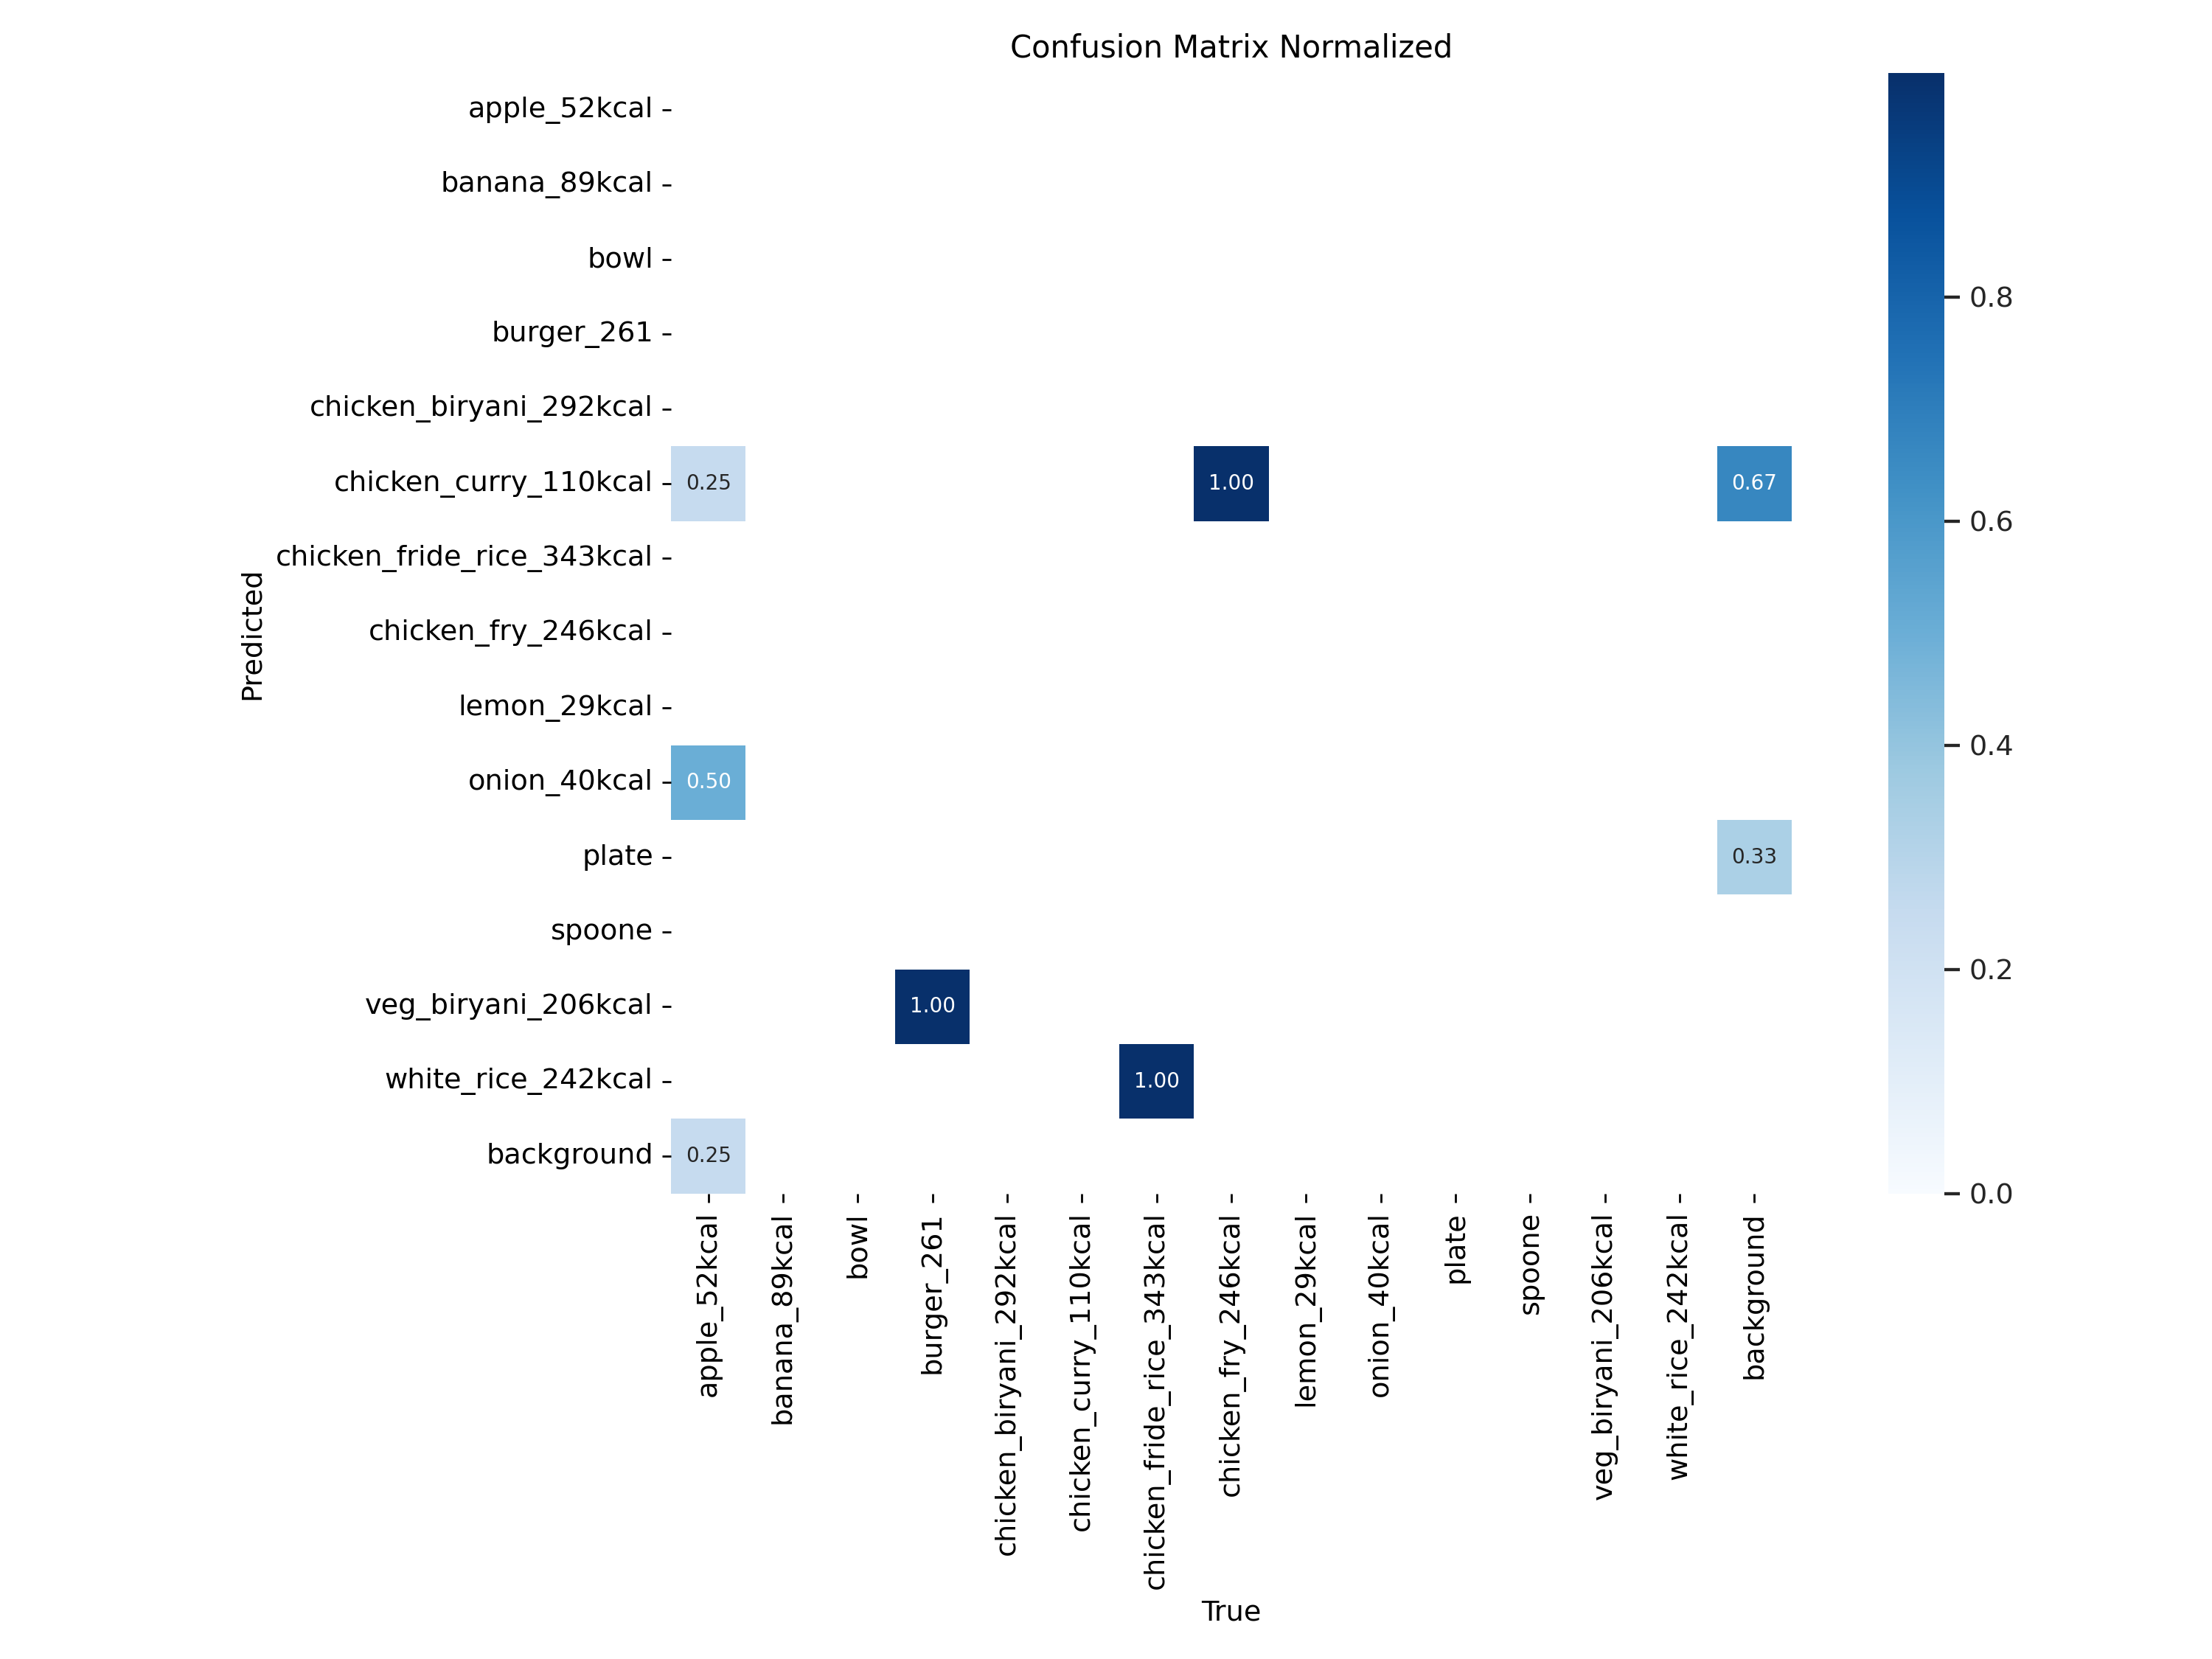 Confusion Matrix Normalized
Predicted
apple_52kcal
banana_89kcal
bowl
burger_261
chicken_biryani_292kcal
chicken_curry_110kcal 0.25 1.00 0.67
chicken_fride_rice_343kcal
chicken_fry_246kcal
lemon_29kcal
onion_40kcal 0.50
plate 0.33
spoone
veg_biryani_206kcal 1.00
white_rice_242kcal 1.00
background 0.25
apple_52kcal
banana_89kcal
bowl
burger_261
chicken_biryani_292kcal
chicken_curry_110kcal
chicken_fride_rice_343kcal
chicken_fry_246kcal
lemon_29kcal
onion_40kcal
plate
spoone
veg_biryani_206kcal
white_rice_242kcal
background
True
0.8
0.6
0.4
0.2
0.0